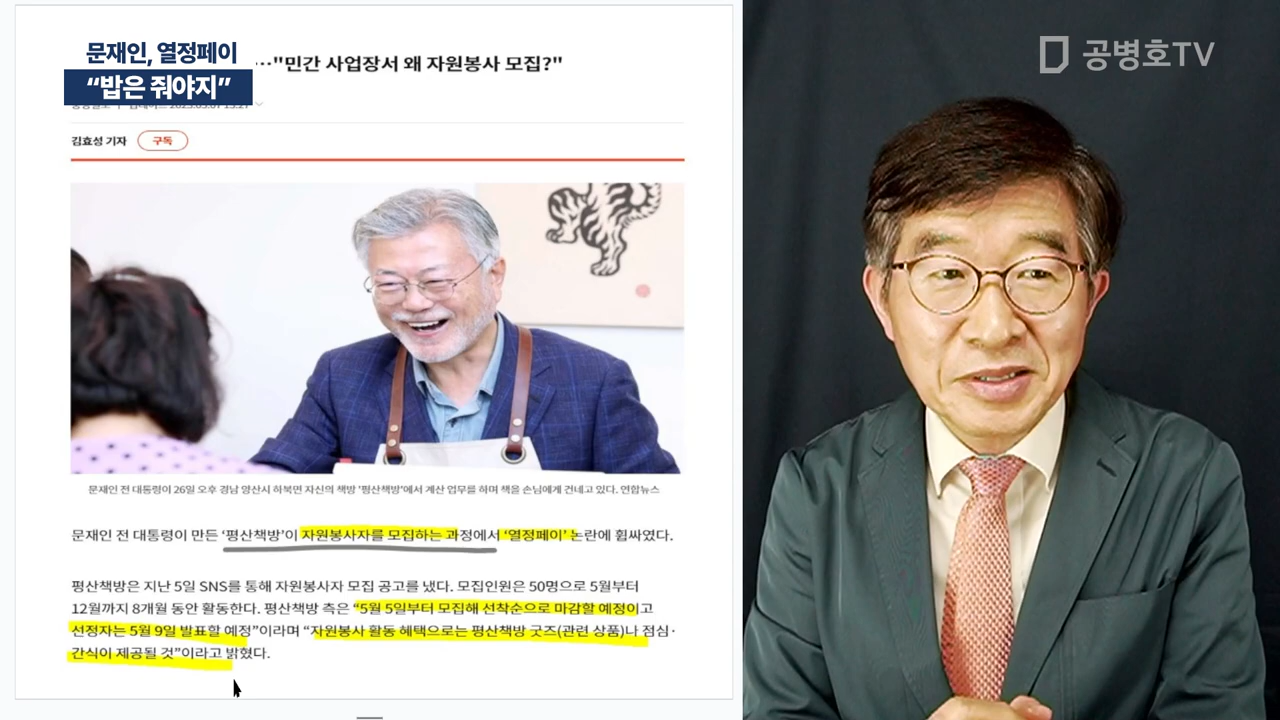 문재인, 열정페이
"밥은 줘야지"
…"민간 사업장서 왜 자원봉사 모집?"
김효성 기자 구독
문재인 전 대통령이 26일 오후 경남 양산시 하북면 자신의 책방 '평산책방'에서 계산 업무를 하며 책을 손님에게 건네고 있다. 연합뉴스
문재인 전 대통령이 만든 '평산책방'이 자원봉사자를 모집하는 과정에서 '열정페이' 논란에 휩싸였다.
평산책방은 지난 5일 SNS를 통해 자원봉사자 모집 공고를 냈다. 모집인원은 50명으로 5월부터
12월까지 8개월 동안 활동한다. 평산책방 측은 "5월 5일부터 모집해 선착순으로 마감할 예정이고
선정자는 5월 9일 발표할 예정"이라며 "자원봉사 활동 혜택으로는 평산책방 굿즈(관련 상품)나 점심·
간식이 제공될 것"이라고 밝혔다.
공병호TV